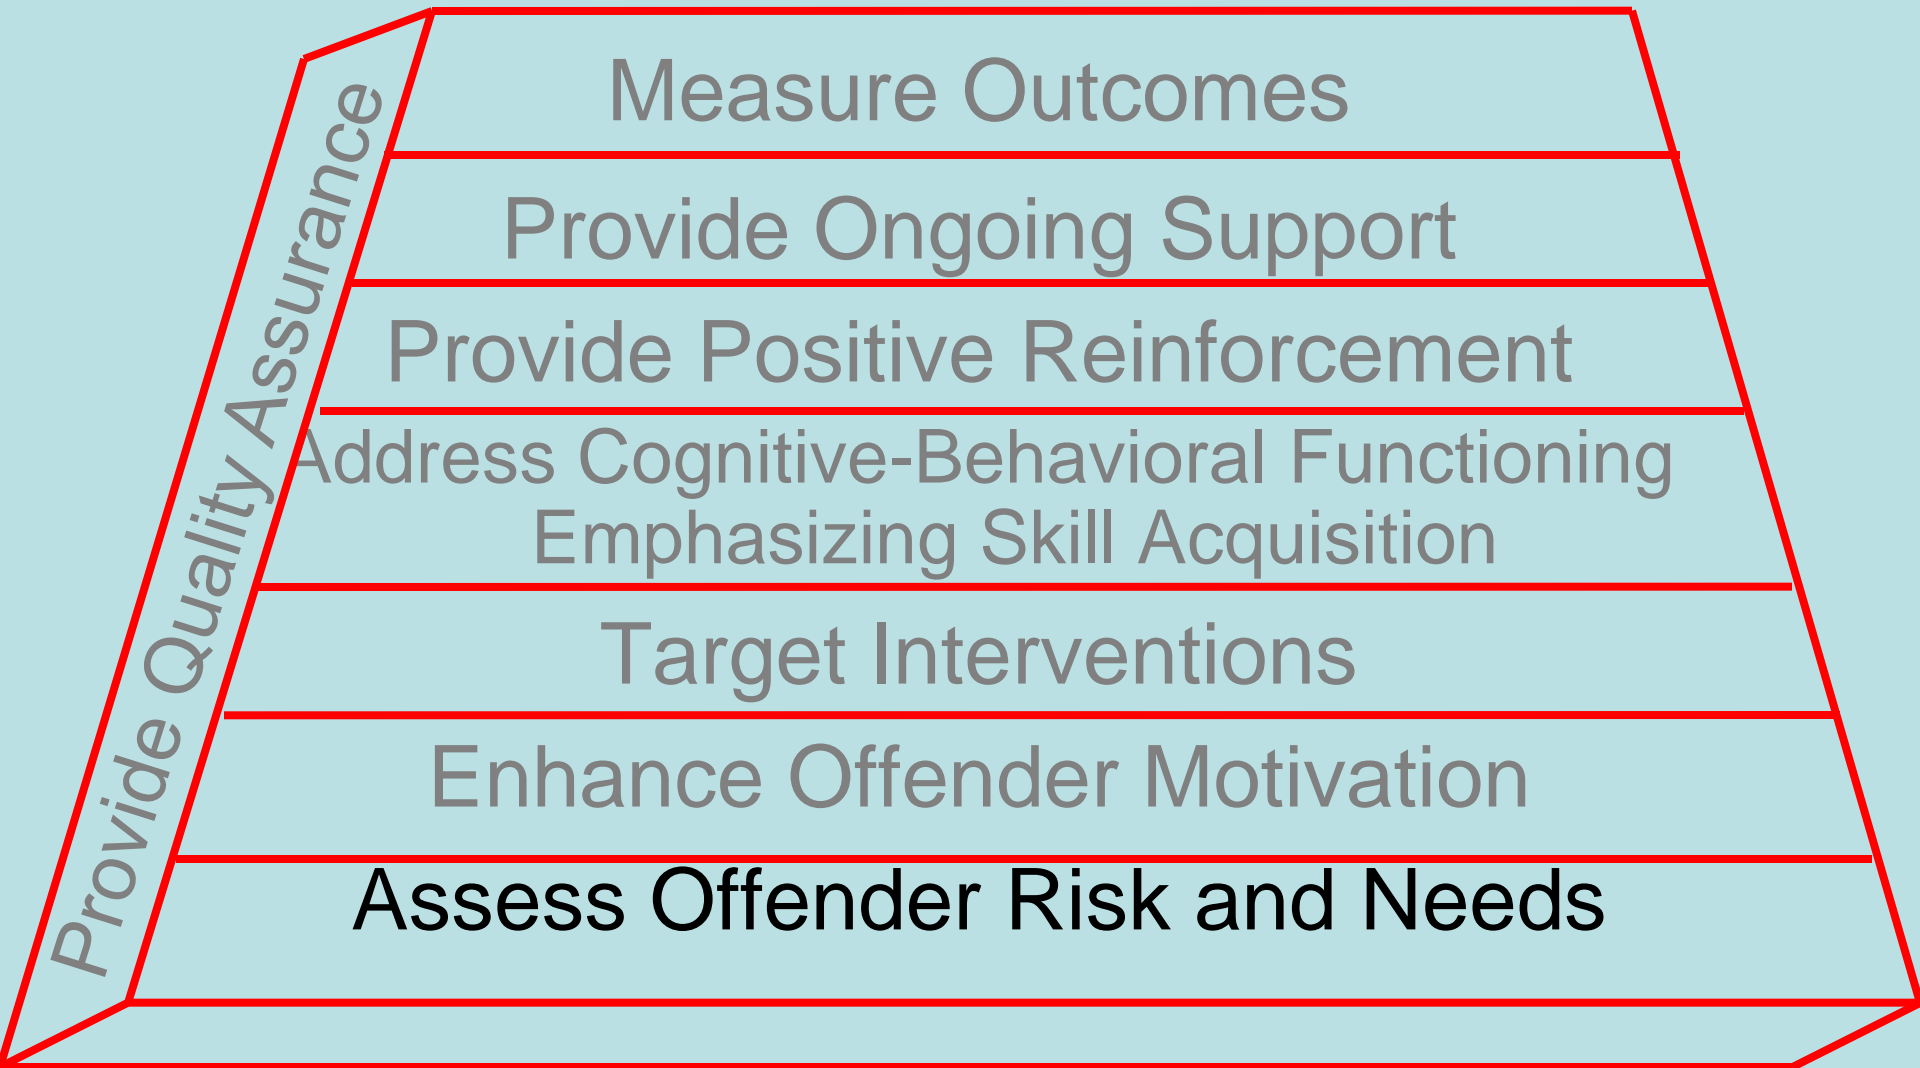 Measure Outcomes
Provide Ongoing Support
Provide Positive Reinforcement
Address Cognitive-Behavioral Functioning
Emphasizing Skill Acquisition
Target Interventions
Enhance Offender Motivation
Assess Offender Risk and Needs
Provide Quality Assurance